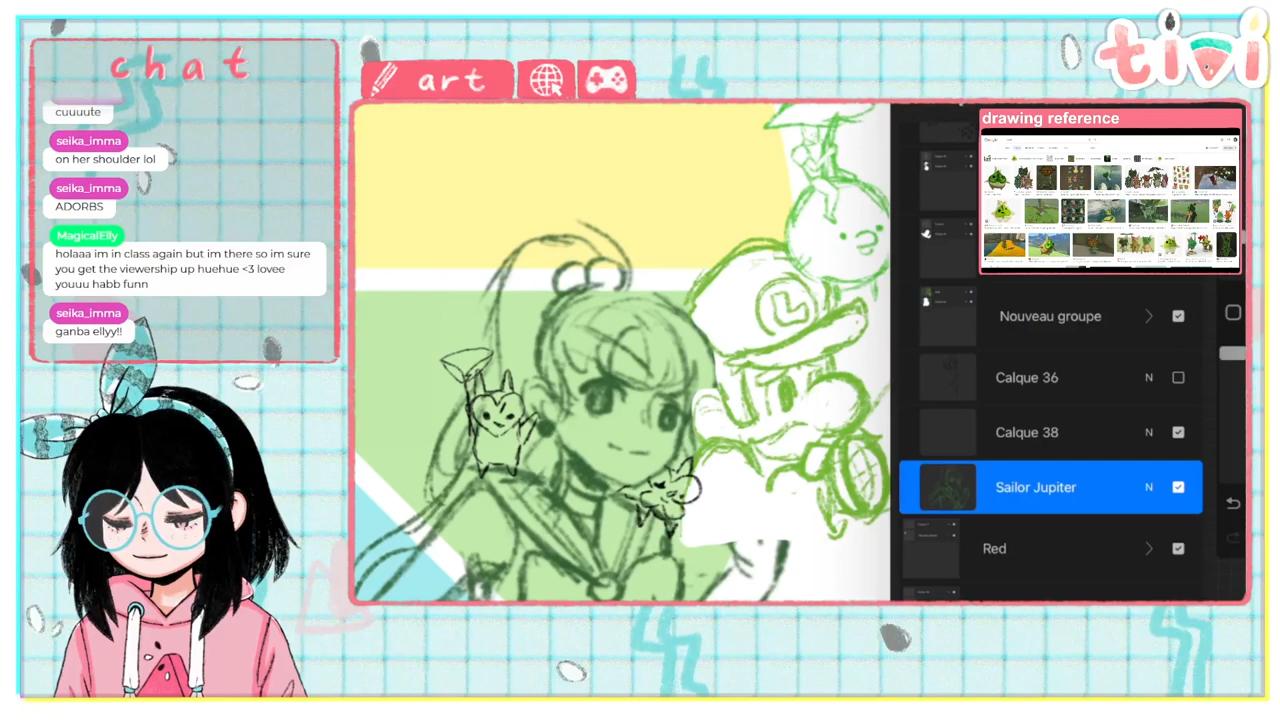 chat
cuuuute
seika_imma
on her shoulder lol
seika_imma
ADORBS
MagicalElly
holaaa im in class again but im there so im sure
you get the viewership up huehue <3 lovee
youuu habb funn
seika_imma
ganba ellyy!!
art
tivi
L
drawing reference
Nouveau groupe
Calque 36 N
Calque 38 N
Sailor Jupiter N
Red